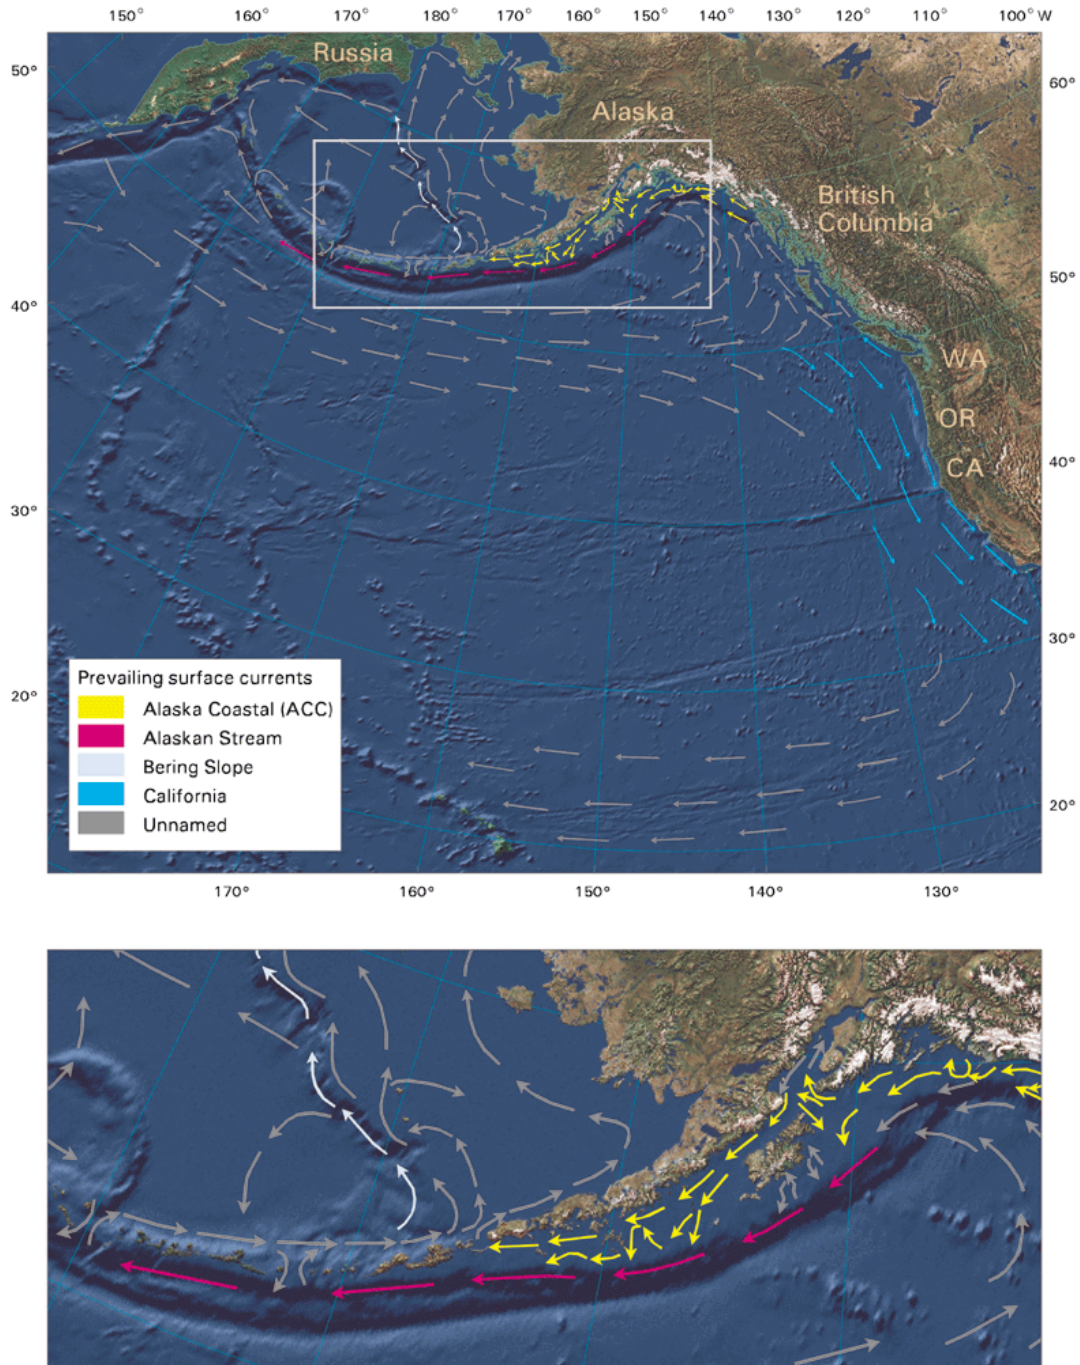 150° 160° 170° 180° 170° 160° 150° 140° 130° 120° 110° 100° W
50°
40°
30°
20°
Russia
Alaska
British
Columbia
WA
OR
CA
60°
50°
40°
30°
20°
Prevailing surface currents
Alaska Coastal (ACC)
Alaskan Stream
Bering Slope
California
Unnamed
170° 160° 150° 140° 130°